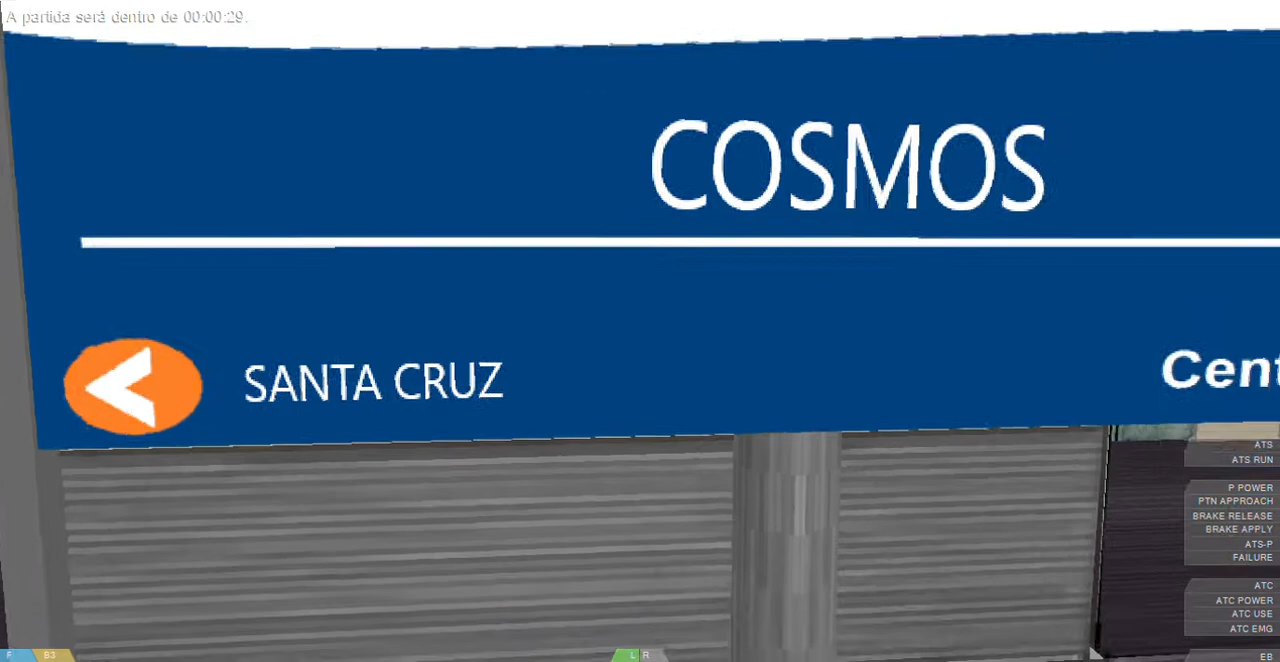 A partida será dentro de 00:00:29.
COSMOS
SANTA CRUZ
Cent
ATS
ATS RUN
P POWER
PTN APPROACH
BRAKE RELEASE
BRAKE APPLY
ATS-P
FAILURE
ATC
ATC POWER
ATC USE
ATC EMG
F B3 L R EB